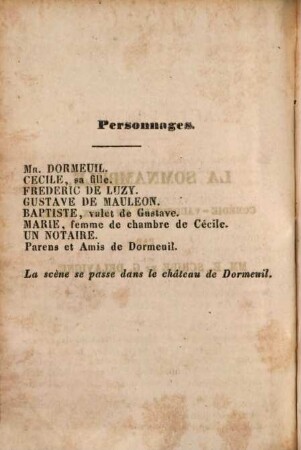 Personnages.
MR. DORMEUIL.
CECILE, sa fille.
FREDERIC DE LUZY.
GUSTAVE DE MAULEON.
BAPTISTE, valet de Gustave.
MARIE, femme de chambre de Cécile.
UN NOTAIRE.
Parens et Amis de Dormeuil.
La scène se passe dans le château de Dormeuil.